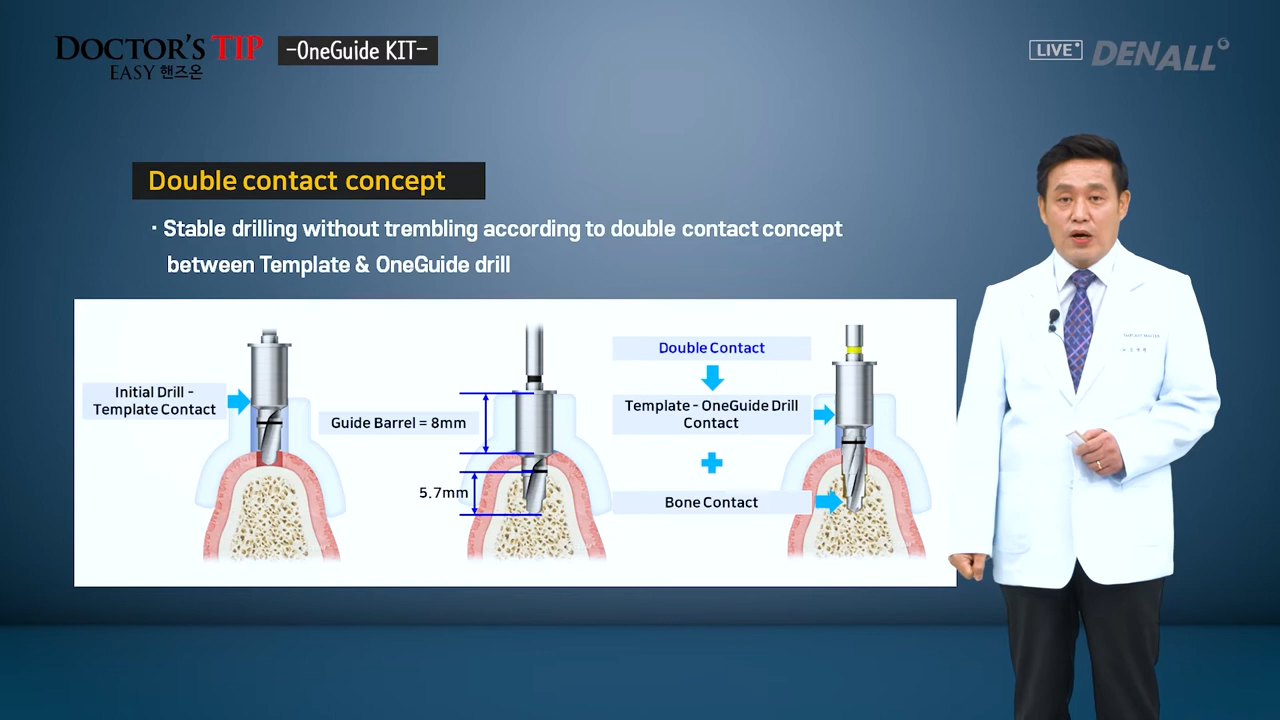 DOCTOR'S TIP
EASY 핸즈온
-OneGuide KIT-
LIVE
DENALL
Double contact concept
· Stable drilling without trembling according to double contact concept
between Template & OneGuide drill
Initial Drill -
Template Contact
Guide Barrel = 8mm
5.7mm
Double Contact
Template - OneGuide Drill
Contact
Bone Contact